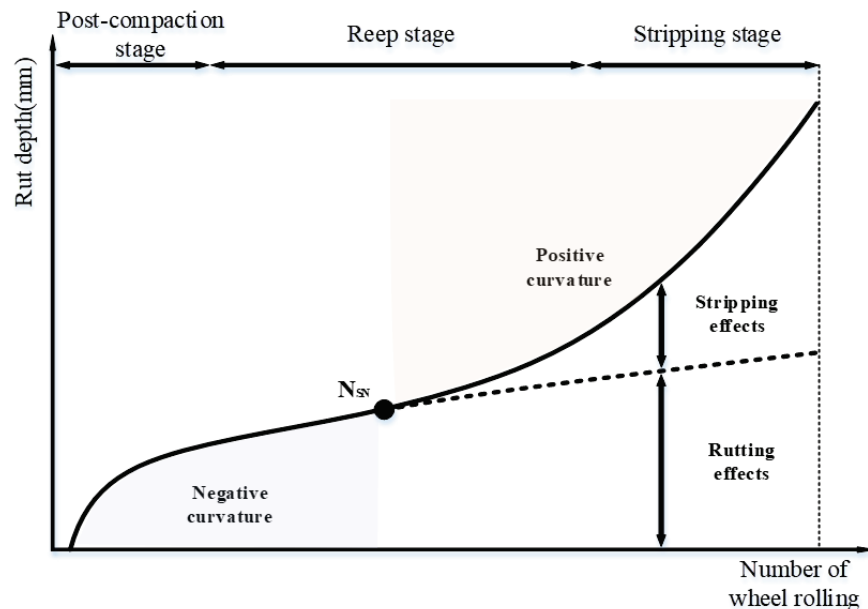 Post-compaction
stage
Reep stage
Stripping stage
Rut depth(mm)
Positive
curvature
Stripping
effects
NSN
Rutting
effects
Negative
curvature
Number of
wheel rolling